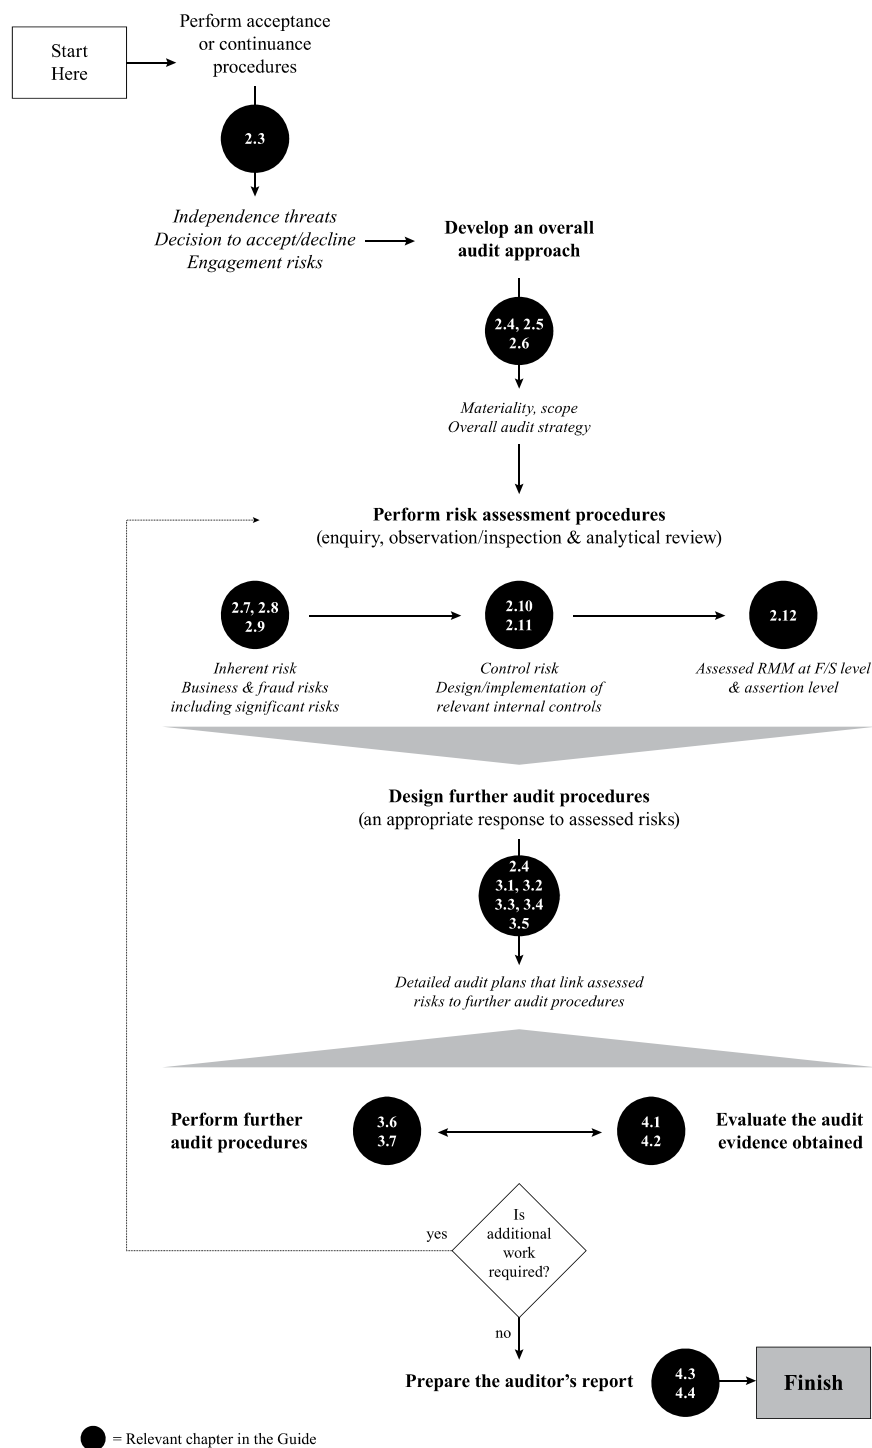 Start
Here
Perform acceptance
or continuance
procedures
2.3
Independence threats
Decision to accept/decline
Engagement risks
Develop an overall
audit approach
2.4, 2.5
2.6
Materiality, scope
Overall audit strategy
Perform risk assessment procedures
(enquiry, observation/inspection & analytical review)
2.7, 2.8
2.9
2.10
2.11
2.12
Inherent risk
Business & fraud risks
including significant risks
Control risk
Design/implementation of
relevant internal controls
Assessed RMM at F/S level
& assertion level
Design further audit procedures
(an appropriate response to assessed risks)
2.4
3.1, 3.2
3.3, 3.4
3.5
Detailed audit plans that link assessed
risks to further audit procedures
Perform further
audit procedures
3.6
3.7
4.1
4.2
Evaluate the audit
evidence obtained
Is
additional
work
required?
yes
no
Prepare the auditor’s report
4.3
4.4
Finish
= Relevant chapter in the Guide